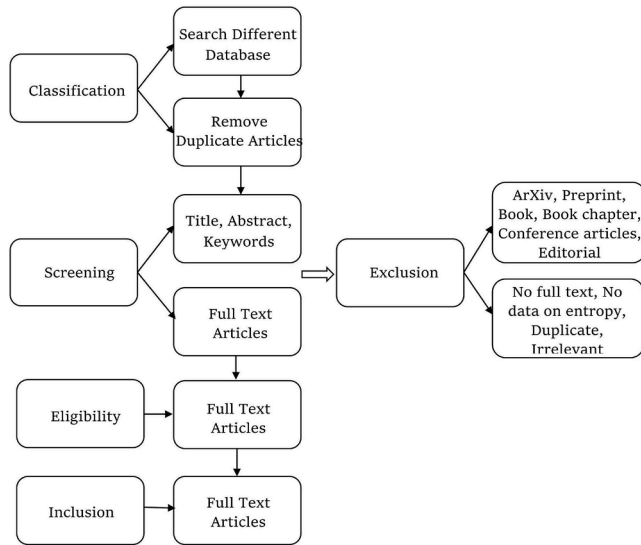 Search Different
Database
Classification
Remove
Duplicate Articles
Title, Abstract,
Keywords
Screening
Full Text
Articles
Exclusion
ArXiv, Preprint,
Book, Book chapter,
Conference articles,
Editorial
No full text, No
data on entropy,
Duplicate,
Irrelevant
Eligibility
Full Text
Articles
Inclusion
Full Text
Articles